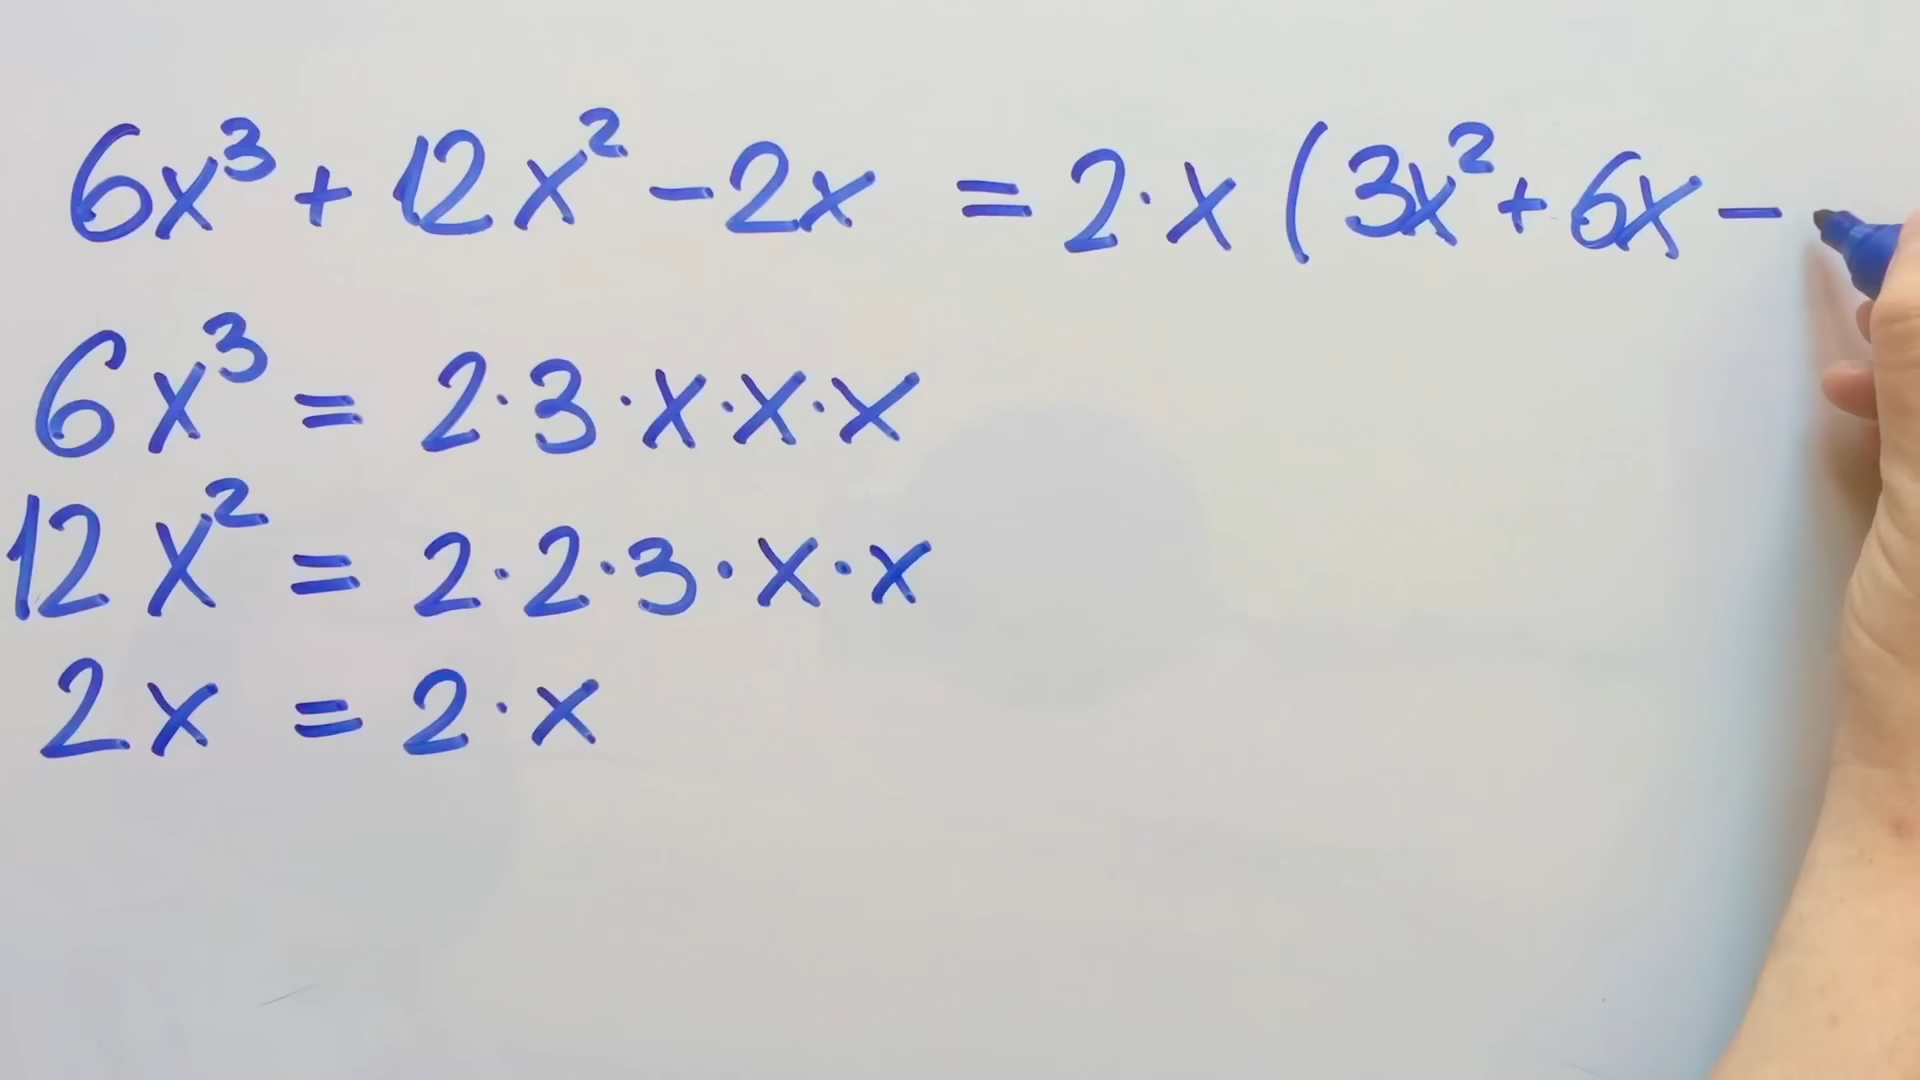 6x³ + 12x² - 2x = 2·x (3x² + 6x -
6x³ = 2·3·x·x·x
12x² = 2·2·3·x·x
2x = 2·x